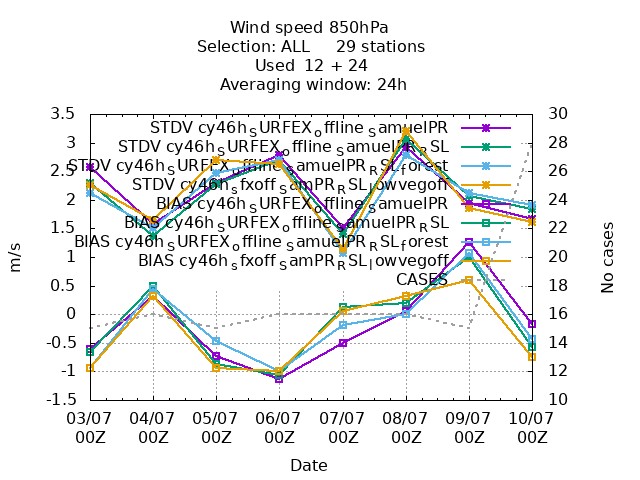 Wind speed 850hPa
Selection: ALL 29 stations
Used 12 + 24
Averaging window: 24h
3.5
3
2.5
2
1.5
1
0.5
0
-0.5
-1
-1.5
m/s
30
28
26
24
22
20
18
16
14
12
10
No cases
STDV cy46h_SURFEX_offline_samuelPR
STDV cy46h_SURFEX_offline_samuelPR_RSL
STDV cy46h_SURFEX_offline_samuelPR_RSL_forest
STDV cy46h_sfxoff_samPR_RSL_lowvegoff
BIAS cy46h_SURFEX_offline_samuelPR
BIAS cy46h_SURFEX_offline_samuelPR_RSL
BIAS cy46h_SURFEX_offline_samuelPR_RSL_forest
BIAS cy46h_sfxoff_samPR_RSL_lowvegoff
CASES
03/07 04/07 05/07 06/07 07/07 08/07 09/07 10/07
00Z 00Z 00Z 00Z 00Z 00Z 00Z 00Z
Date